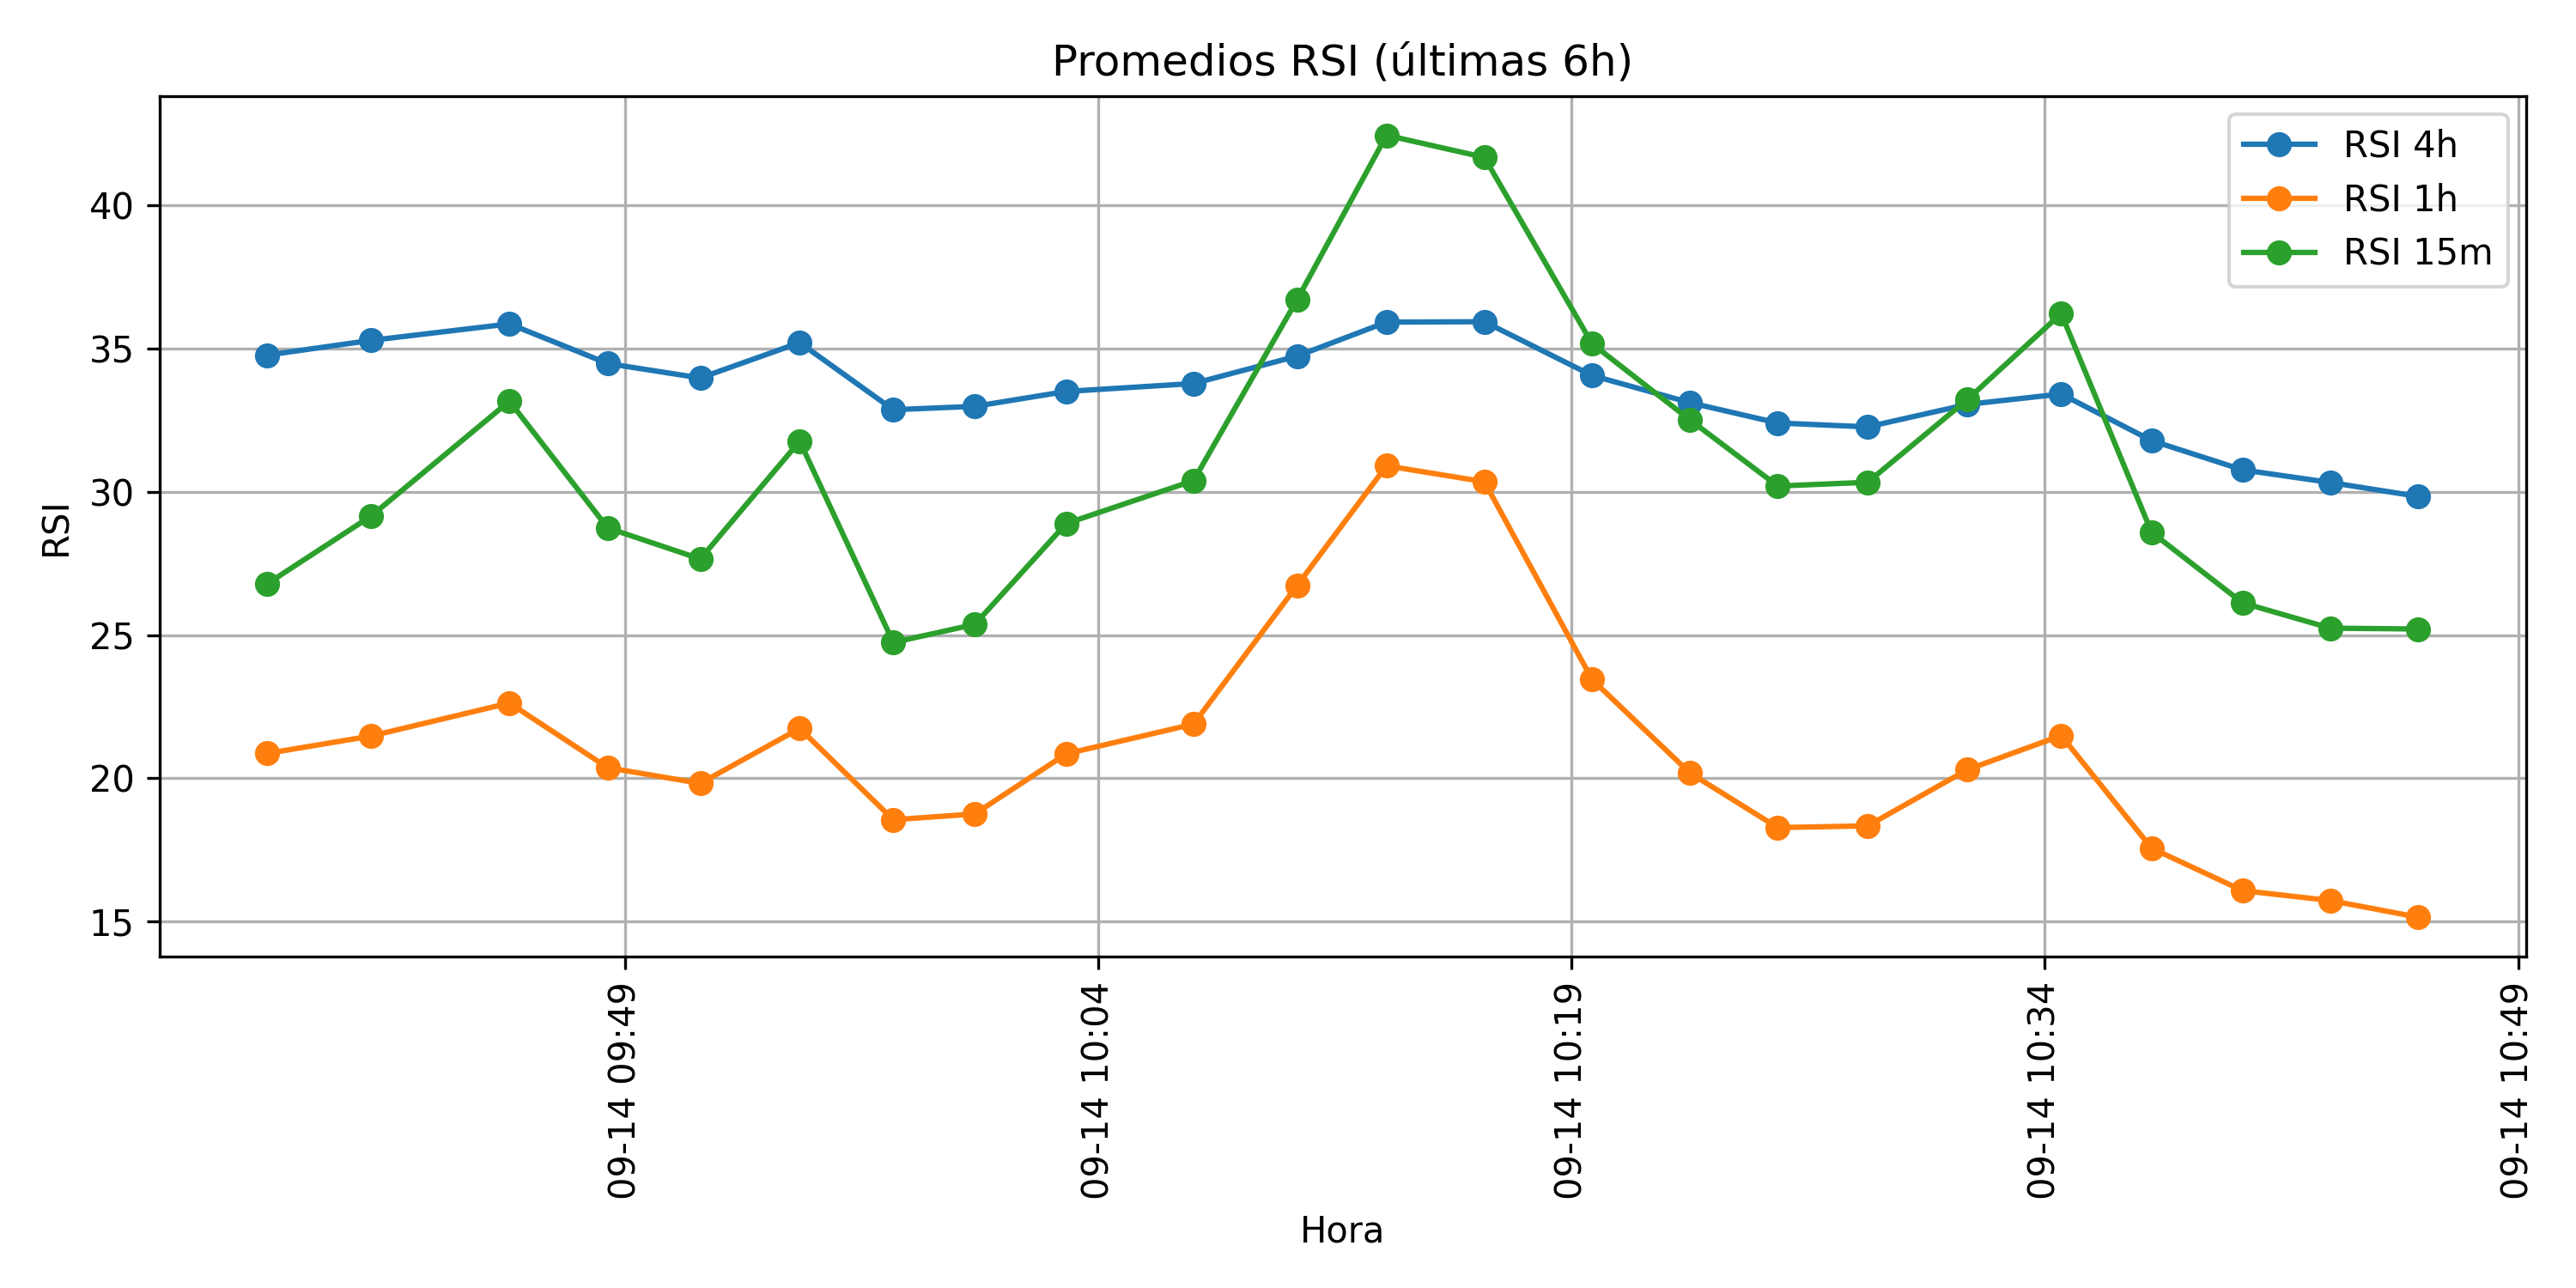 Promedios RSI (últimas 6h)
RSI 4h
RSI 1h
RSI 15m
40
35
30
25
20
15
RSI
09-14 09:49
09-14 10:04
09-14 10:19
09-14 10:34
09-14 10:49
Hora